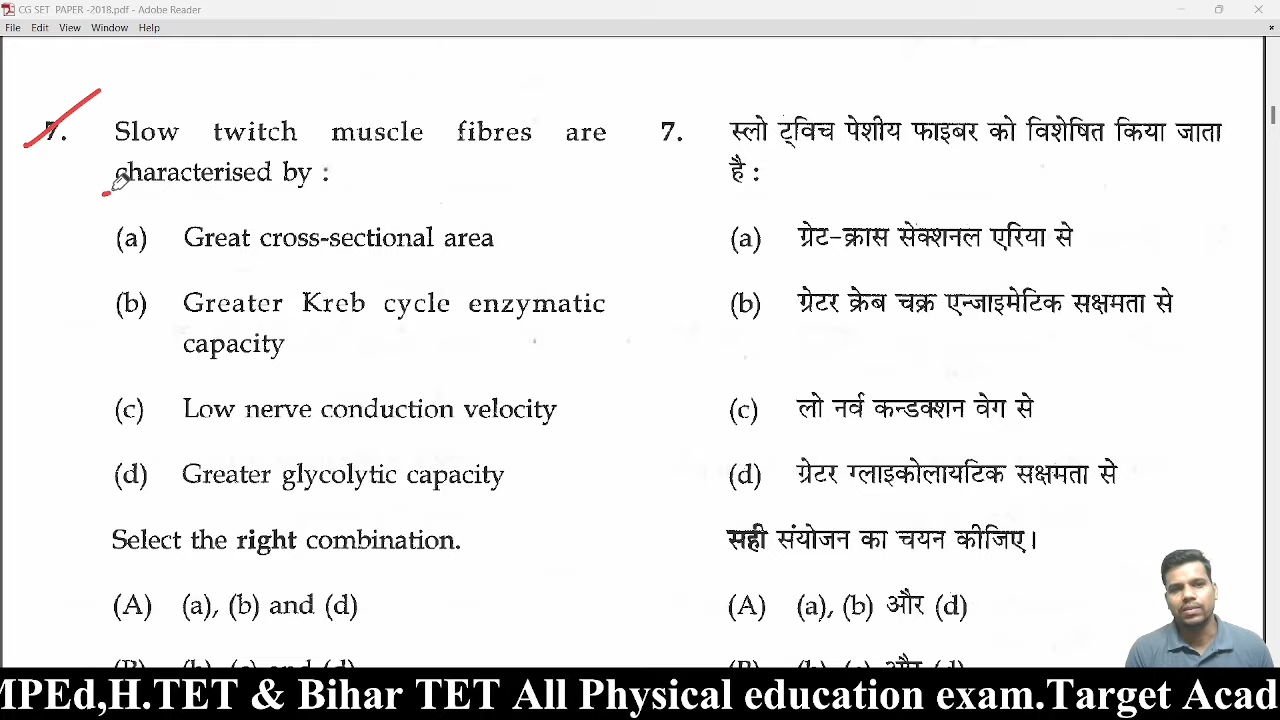 CG SET PAPER -2018.pdf - Adobe Reader
File Edit View Window Help
7. Slow twitch muscle fibres are
characterised by :
(a) Great cross-sectional area
(b) Greater Kreb cycle enzymatic
capacity
(c) Low nerve conduction velocity
(d) Greater glycolytic capacity
Select the right combination.
(A) (a), (b) and (d)
(B) (b), (c) and (d)
7. स्लो ट्विच पेशीय फाइबर को विशेषित किया जाता
है :
(a) ग्रेट-क्रास सेक्शनल एरिया से
(b) ग्रेटर क्रेब चक्र एन्जाइमेटिक सक्षमता से
(c) लो नर्व कन्डक्शन वेग से
(d) ग्रेटर ग्लाइकोलायटिक सक्षमता से
सही संयोजन का चयन कीजिए।
(A) (a), (b) और (d)
(B) (b), (c) और (d)
MPEd,H.TET & Bihar TET All Physical education exam.Target Acad